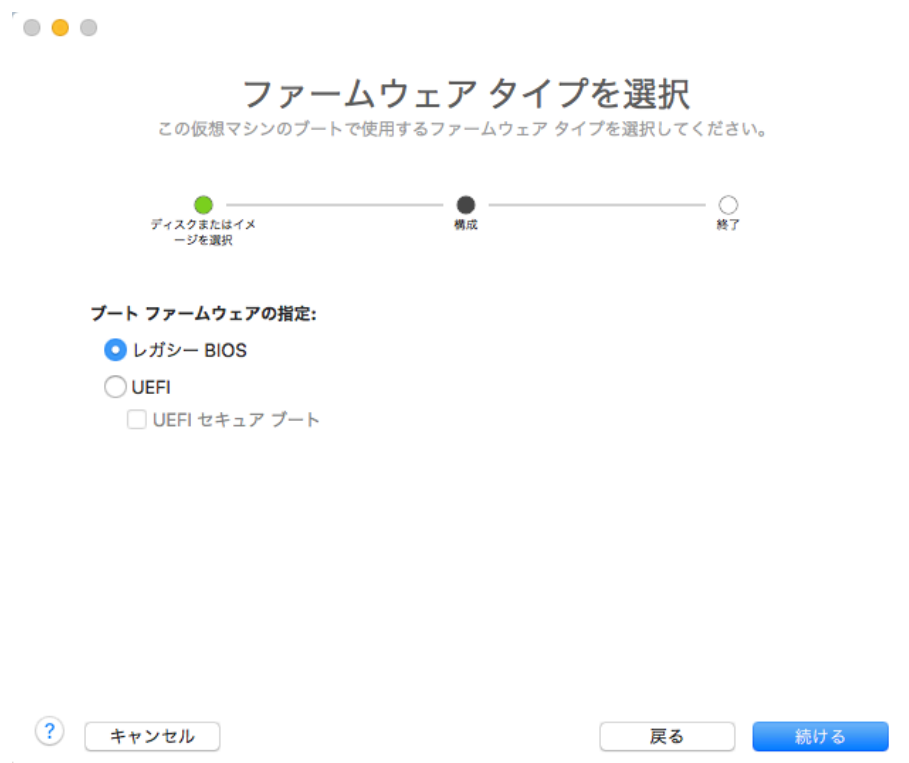 ファームウェア タイプを選択
この仮想マシンのブートで使用するファームウェア タイプを選択してください。
ディスクまたはイメ
ージを選択
構成
終了
ブート ファームウェアの指定:
レガシー BIOS
UEFI
UEFI セキュア ブート
?
キャンセル
戻る
続ける